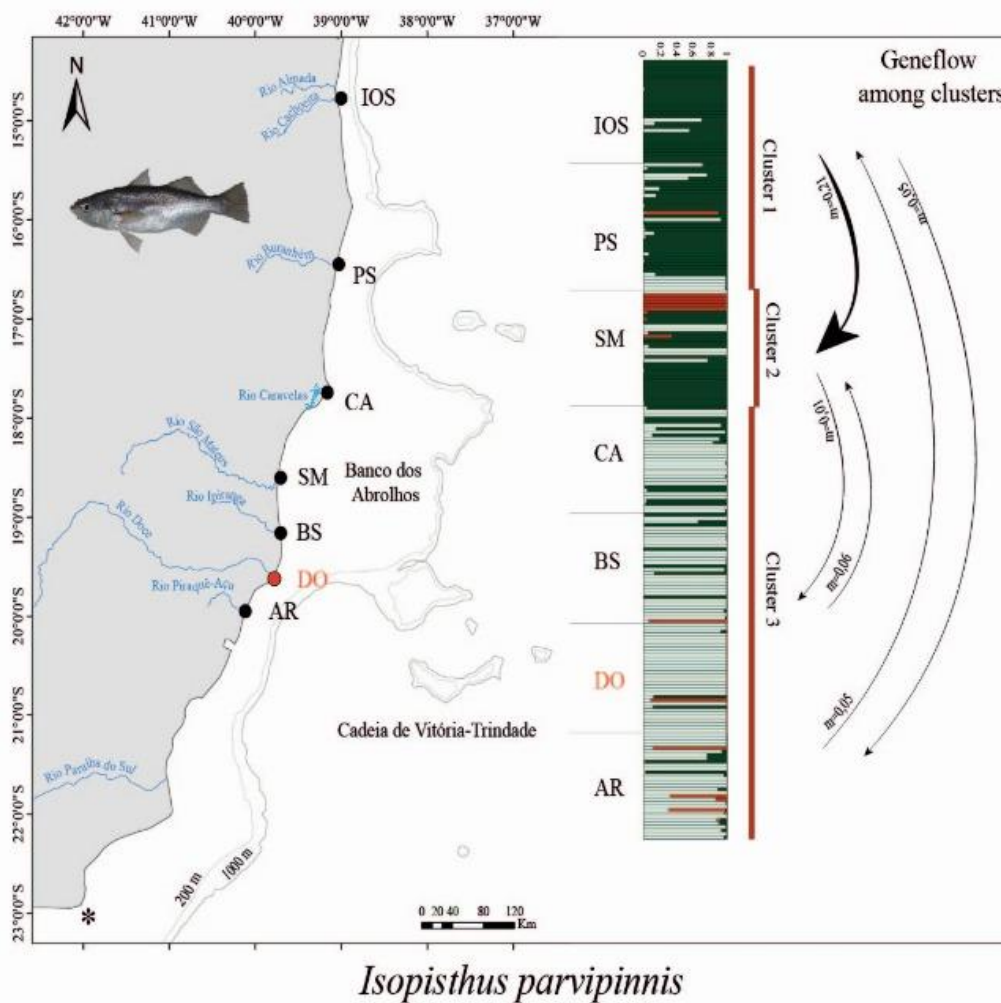 42°0'0"W 41°0'0"W 40°0'0"W 39°0'0"W 38°0'0"W 37°0'0"W
N
15°0'0"S
16°0'0"S
17°0'0"S
18°0'0"S
19°0'0"S
20°0'0"S
21°0'0"S
22°0'0"S
23°0'0"S
Rio Almada
Rio Cachoeira
IOS
Rio Buranhém
PS
Rio Caravelas
CA
Rio São Mateus
SM
Banco dos
Abrolhos
Rio Ipiranga
BS
Rio Doce
DO
Rio Piraquê-Açu
AR
Cadeia de Vitória-Trindade
Rio Paraíba do Sul
200 m
1000 m
*
0 20 40 80 120
Km
0 0.2 0.4 0.6 0.8 1
IOS
PS
SM
CA
BS
DO
AR
Cluster 1
Cluster 2
Cluster 3
Geneflow
among clusters
m=0,21
m=0,05
m=0,01
m=0,06
m=0,05
Isopisthus parvipinnis